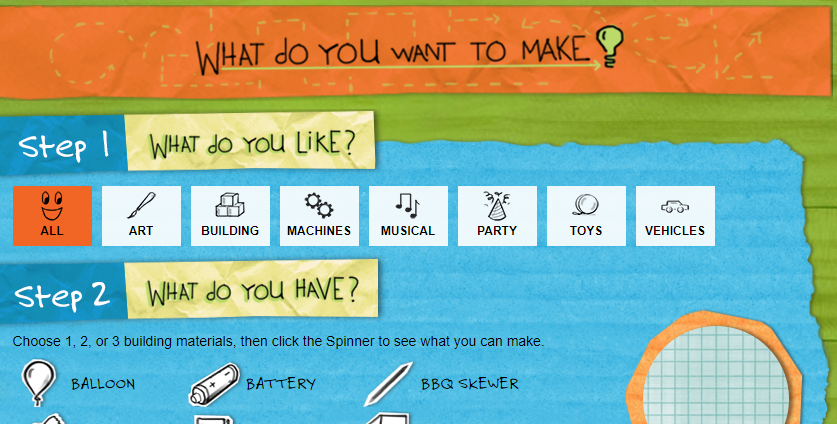 WHAT DO YOU WANT TO MAKE
Step 1 WHAT DO YOU LIKE?
ALL ART BUILDING MACHINES MUSICAL PARTY TOYS VEHICLES
Step 2 WHAT DO YOU HAVE?
Choose 1, 2, or 3 building materials, then click the Spinner to see what you can make.
BALLOON BATTERY BBQ SKEWER